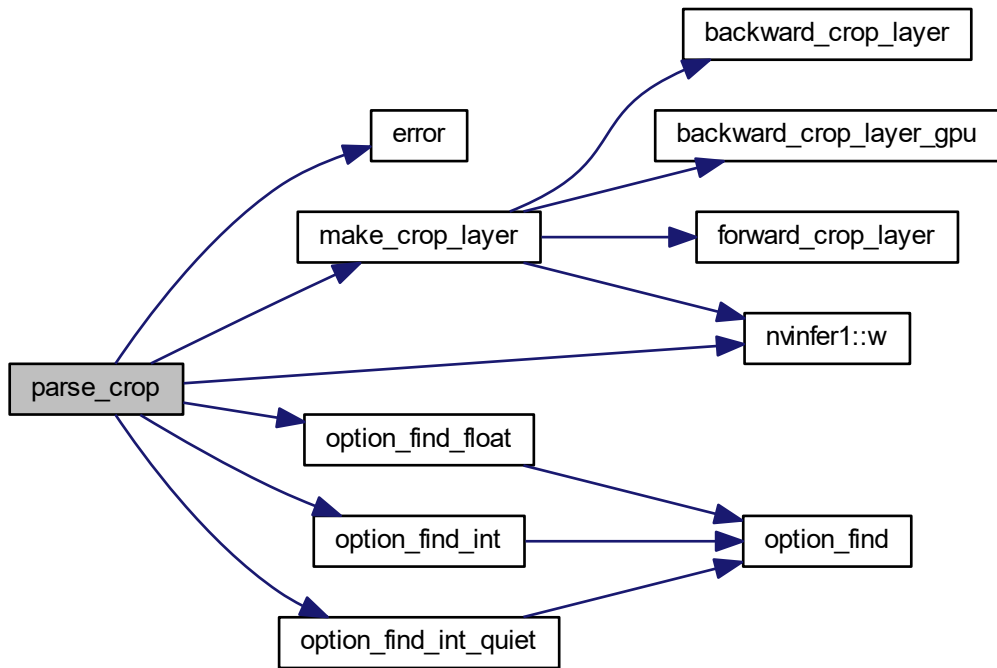 backward_crop_layer
error
backward_crop_layer_gpu
make_crop_layer
forward_crop_layer
nvinfer1::w
parse_crop
option_find_float
option_find_int
option_find
option_find_int_quiet